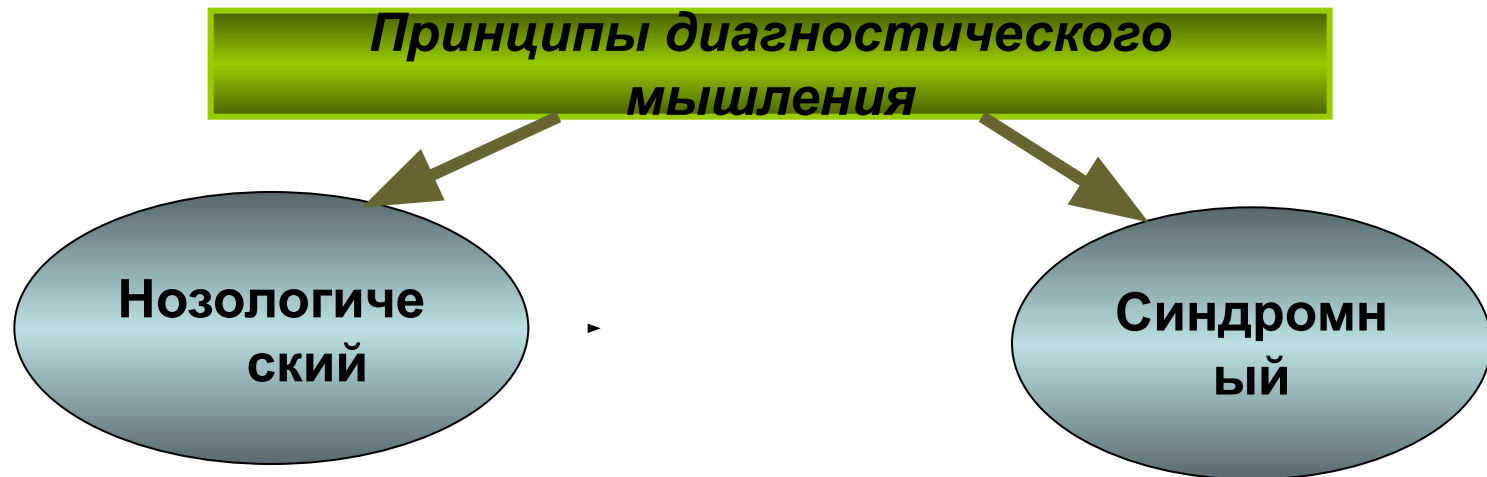 Принципы диагностического
мышления
Нозологиче
ский
Синдромн
ый